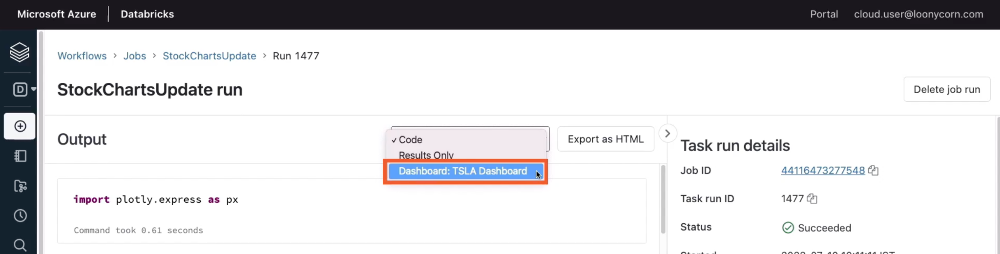 Microsoft Azure | Databricks
Portal cloud.user@loonycorn.com
Workflows > Jobs > StockChartsUpdate > Run 1477
D
StockChartsUpdate run
Delete job run
Output
✓ Code
Results Only
Dashboard: TSLA Dashboard
Export as HTML
import plotly.express as px
Command took 0.61 seconds
Task run details
Job ID 44116473277548
Task run ID 1477
Status Succeeded